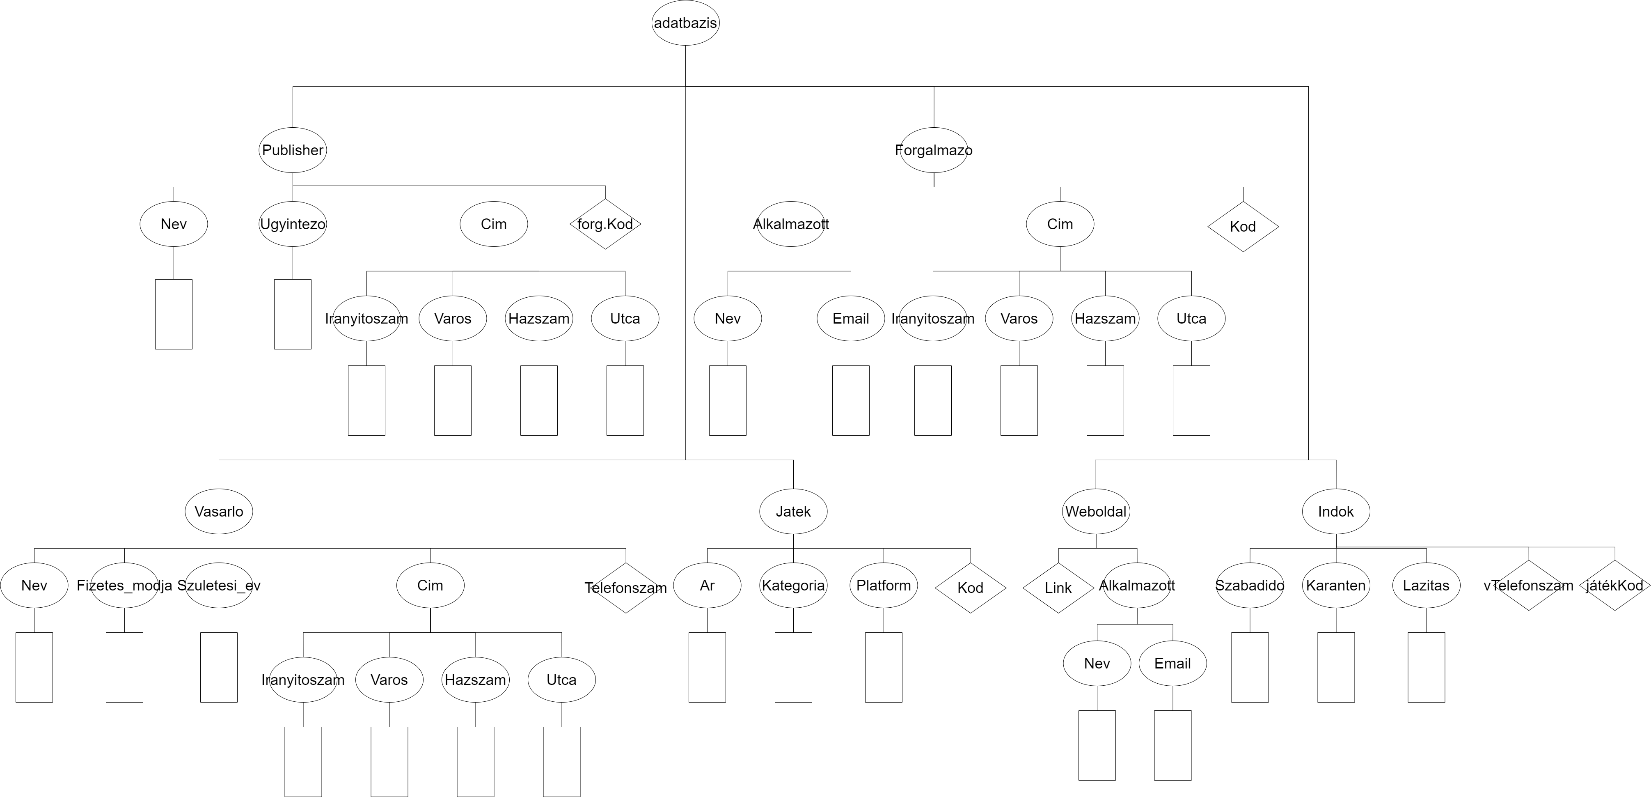 adatbazis
Publisher
Forgalmazo
Nev
Ugyintezo
Cim
forg.Kod
Alkalmazott
Cim
Kod
Iranyitoszam
Varos
Hazszam
Utca
Nev
Email
Iranyitoszam
Varos
Hazszam
Utca
Vasarlo
Jatek
Weboldal
Indok
Nev
Fizetes_modja
Szuletesi_ev
Cim
Telefonszam
Ar
Kategoria
Platform
Kod
Link
Alkalmazott
Szabadido
Karanten
Lazitas
vTelefonszam
játékKod
Iranyitoszam
Varos
Hazszam
Utca
Nev
Email